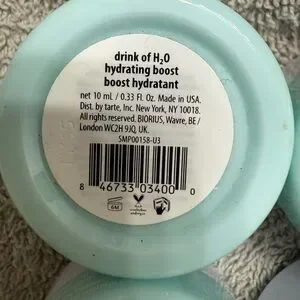 drink of H₂O
hydrating boost
boost hydratant
net 10 mL / 0.33 Fl. Oz. Made in USA.
Dist. by tarte, Inc. New York, NY 10018.
All rights reserved. BIORIUS, Wavre, BE /
London WC2H 9JQ, UK.
SMP00158-U3
8 46733 03400 0
6M